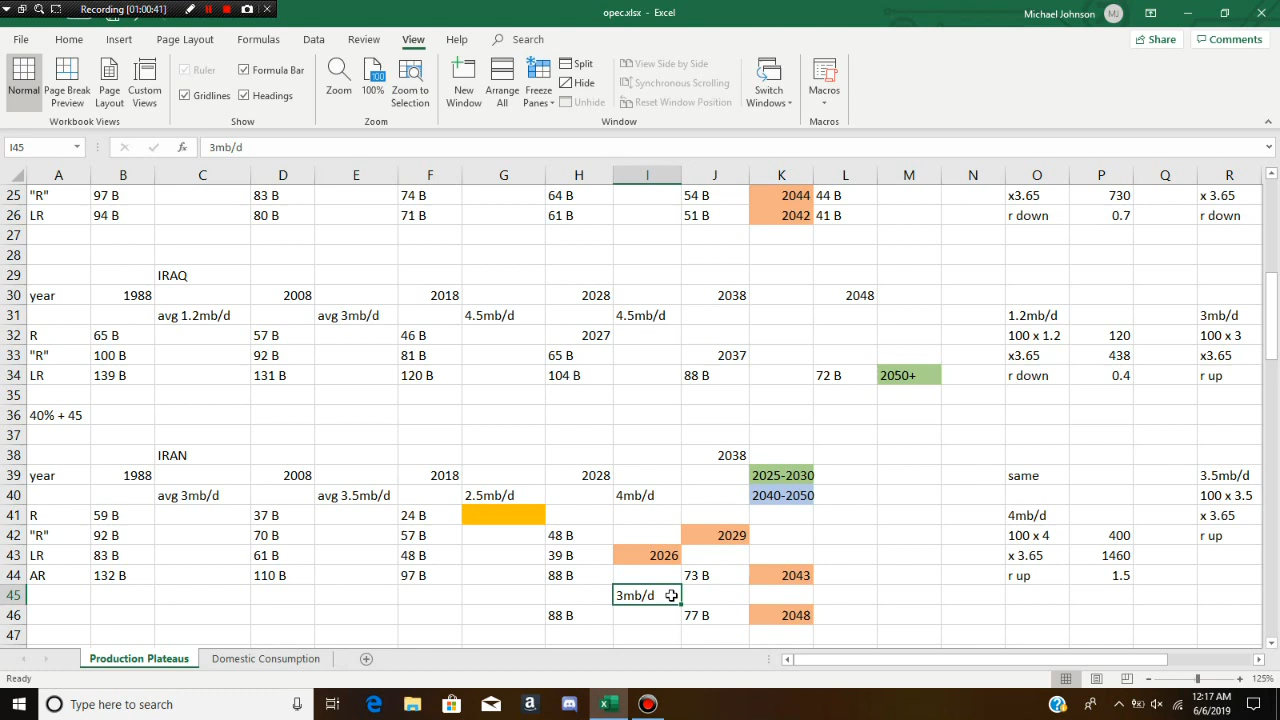 Recording [01:00:41]
opec.xlsx - Excel
Michael Johnson MJ
File Home Insert Page Layout Formulas Data Review View Help Search Share Comments
Normal Page Break Preview Page Layout Custom Views
Ruler Formula Bar
Gridlines Headings
Zoom 100% Zoom to Selection
New Window Arrange All Freeze Panes
Split View Side by Side
Hide Synchronous Scrolling
Unhide Reset Window Position
Switch Windows Macros
Workbook Views Show Zoom Window Macros
I45 fx 3mb/d
A B C D E F G H I J K L M N O P Q R
25 "R" 97 B 83 B 74 B 64 B 54 B 2044 44 B x3.65 730 x 3.65
26 LR 94 B 80 B 71 B 61 B 51 B 2042 41 B r down 0.7 r down
27
28
29 IRAQ
30 year 1988 2008 2018 2028 2038 2048
31 avg 1.2mb/d avg 3mb/d 4.5mb/d 4.5mb/d 1.2mb/d 3mb/d
32 R 65 B 57 B 46 B 2027 100 x 1.2 120 100 x 3
33 "R" 100 B 92 B 81 B 65 B 2037 x3.65 438 x3.65
34 LR 139 B 131 B 120 B 104 B 88 B 72 B 2050+ r down 0.4 r up
35
36 40% + 45
37
38 IRAN 2038
39 year 1988 2008 2018 2028 2025-2030 same 3.5mb/d
40 avg 3mb/d avg 3.5mb/d 2.5mb/d 4mb/d 2040-2050 100 x 3.5
41 R 59 B 37 B 24 B 4mb/d x 3.65
42 "R" 92 B 70 B 57 B 48 B 2029 100 x 4 400 r up
43 LR 83 B 61 B 48 B 39 B 2026 x 3.65 1460
44 AR 132 B 110 B 97 B 88 B 73 B 2043 r up 1.5
45 3mb/d
46 88 B 77 B 2048
47
Production Plateaus Domestic Consumption
Ready 125%
Type here to search 12:17 AM
6/6/2019